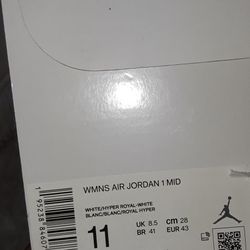 WMNS AIR JORDAN 1 MID
WHITE/HYPER ROYAL-WHITE
BLANC/BLANC/ROYAL HYPER
11
UK 8.5 cm 28
BR 41 EUR 43